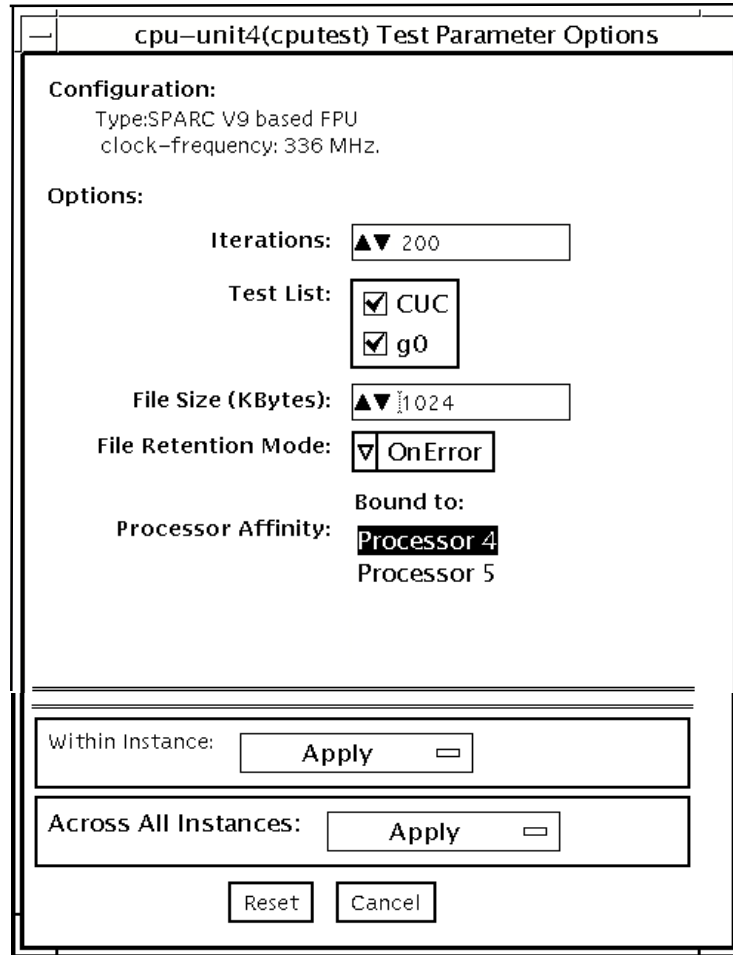 cpu−unit4(cputest) Test Parameter Options
Configuration:
Type:SPARC V9 based FPU
clock−frequency: 336 MHz.
Options:
Iterations: 200
Test List: CUC
g0
File Size (KBytes): 1024
File Retention Mode: OnError
Bound to:
Processor Affinity: Processor 4
Processor 5
Within Instance: Apply
Across All Instances: Apply
Reset Cancel